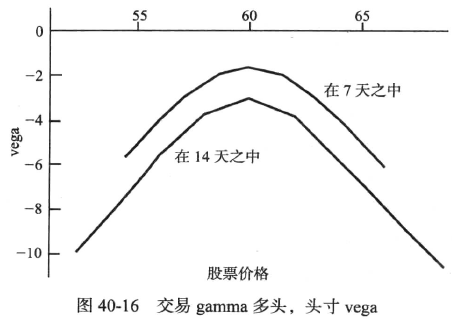 55 60 65
0
−2
在 7 天之中
−4
vega
在 14 天之中
−6
−8
−10
股票价格
图 40-16 交易 gamma 多头，头寸 vega